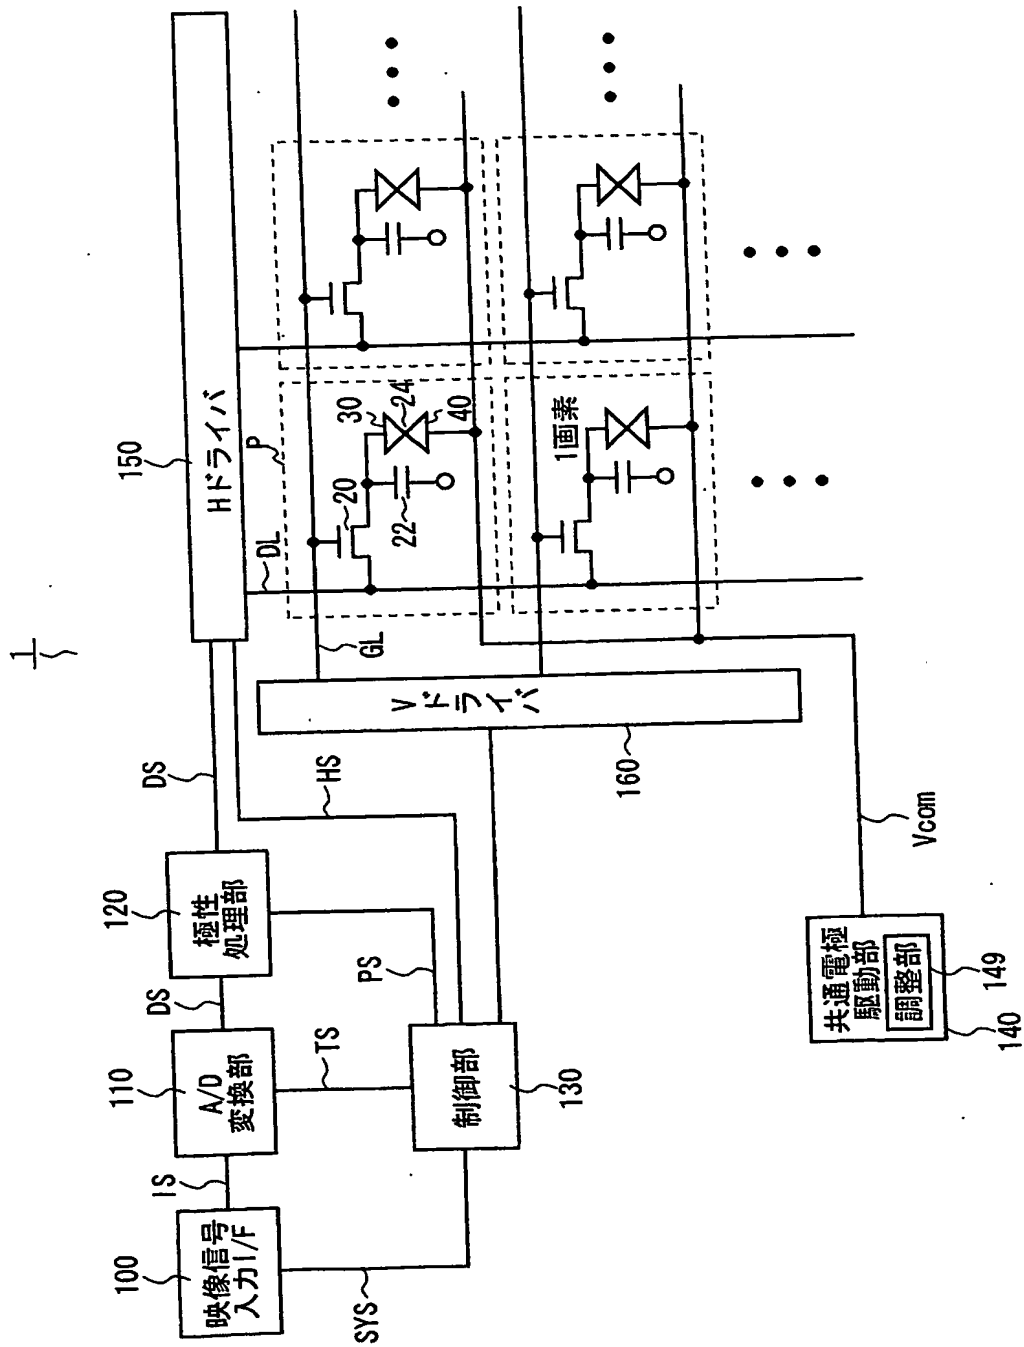 1
100
映像信号
入力I/F
IS
110
A/D
変換部
DS
120
極性
処理部
DS
150
Hドライバ
SYS
TS
PS
HS
130
制御部
160
Vドライバ
GL
DL
P
20
22
30
24
40
1画素
Vcom
共通電極
駆動部
調整部
149
140